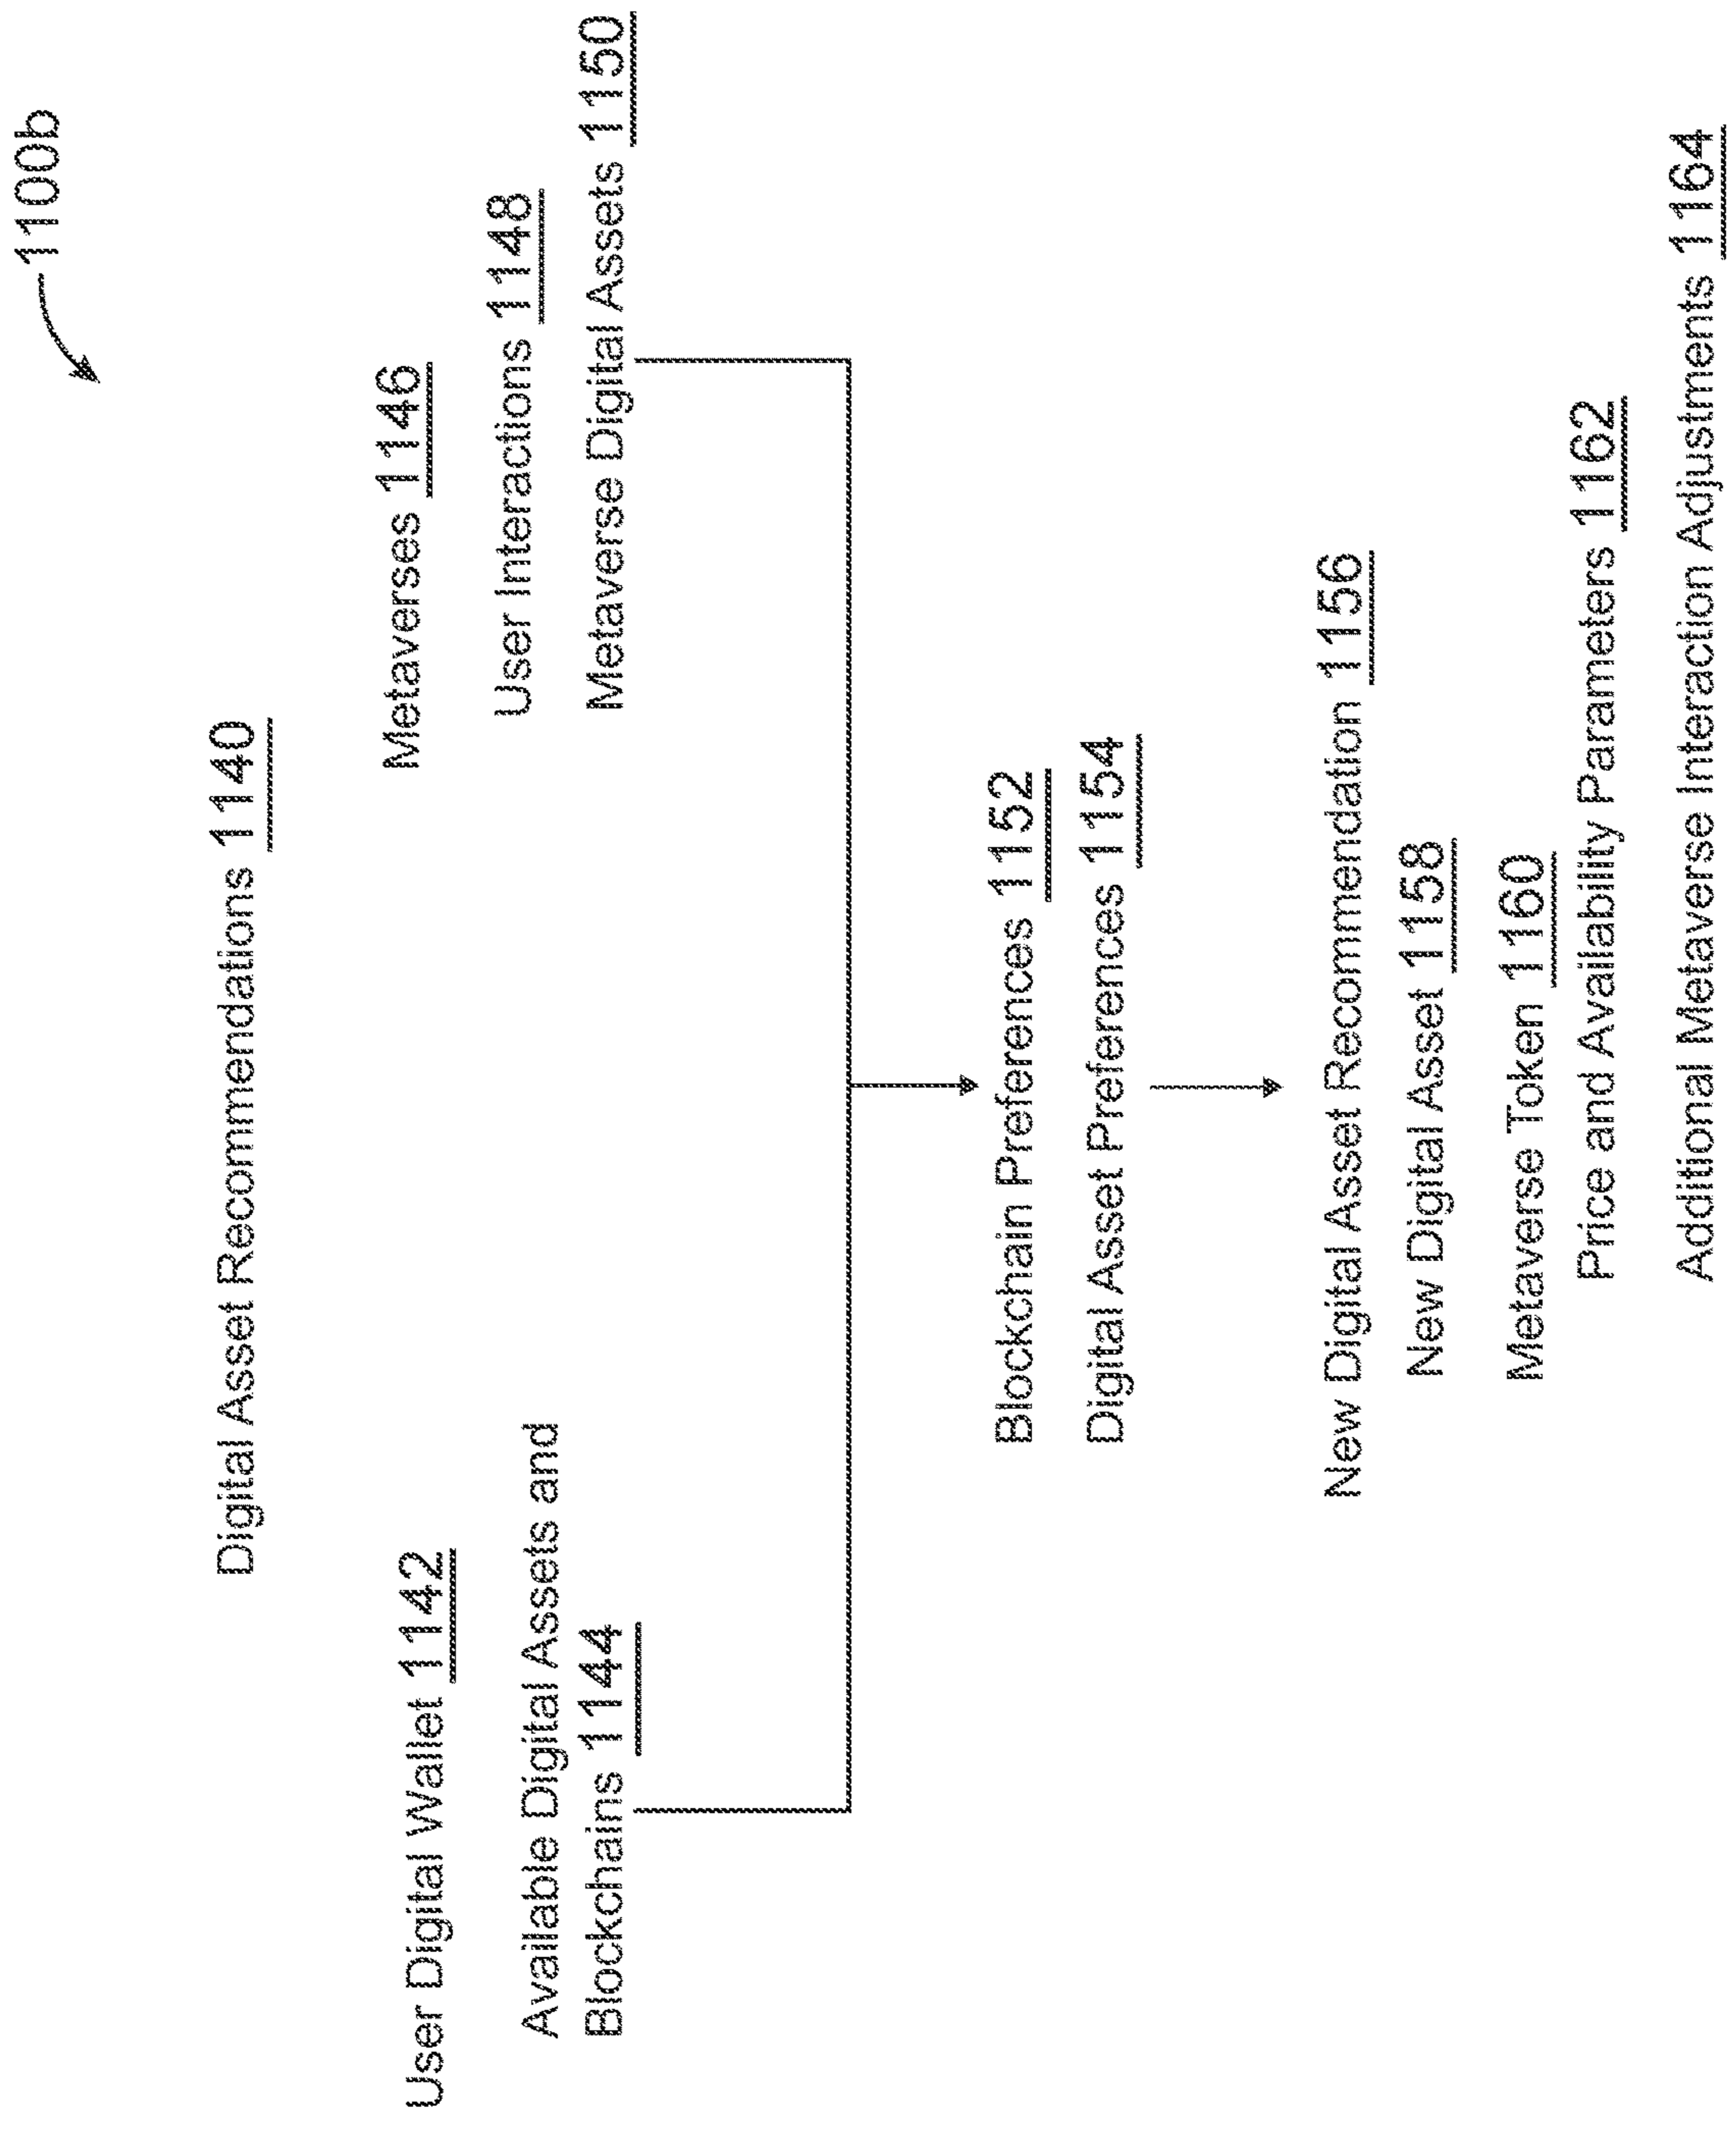 1100b
Digital Asset Recommendations 1140
User Digital Wallet 1142
Available Digital Assets and
Blockchains 1144
Metaverses 1146
User Interactions 1148
Metaverse Digital Assets 1150
Blockchain Preferences 1152
Digital Asset Preferences 1154
New Digital Asset Recommendation 1156
New Digital Asset 1158
Metaverse Token 1160
Price and Availability Parameters 1162
Additional Metaverse Interaction Adjustments 1164